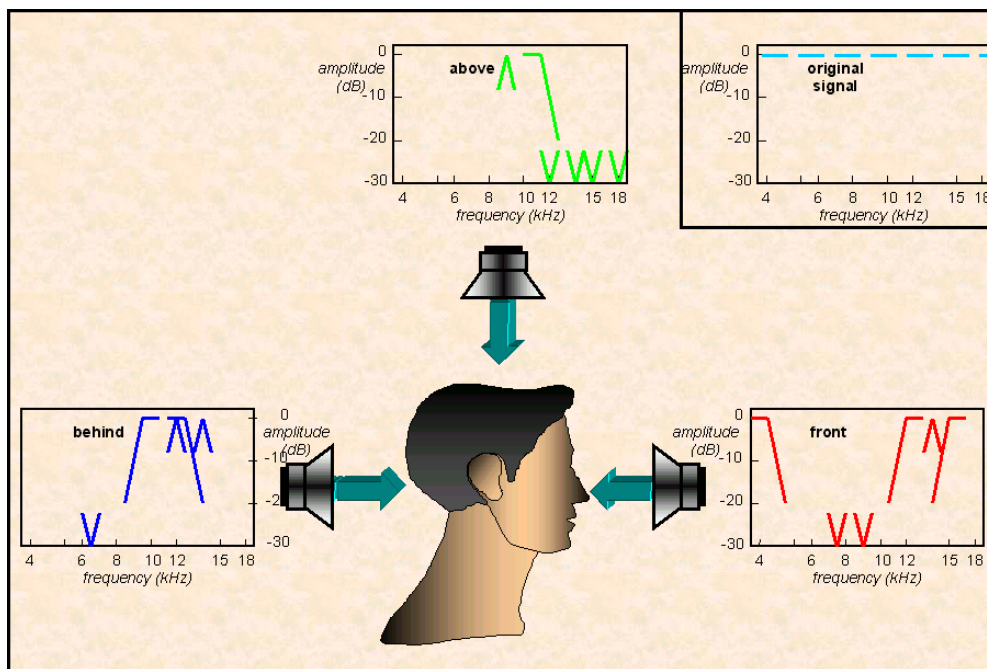 0
amplitude
(dB)
above
-10
-20
-30
4 6 8 10 12 15 18
frequency (kHz)
0
amplitude
(dB)
original
signal
-10
-20
-30
4 6 8 10 12 15 18
frequency (kHz)
behind
0
amplitude
(dB)
-10
-20
-30
4 6 8 10 12 15 18
frequency (kHz)
0
amplitude
(dB)
front
-10
-20
-30
4 6 8 10 12 15 18
frequency (kHz)